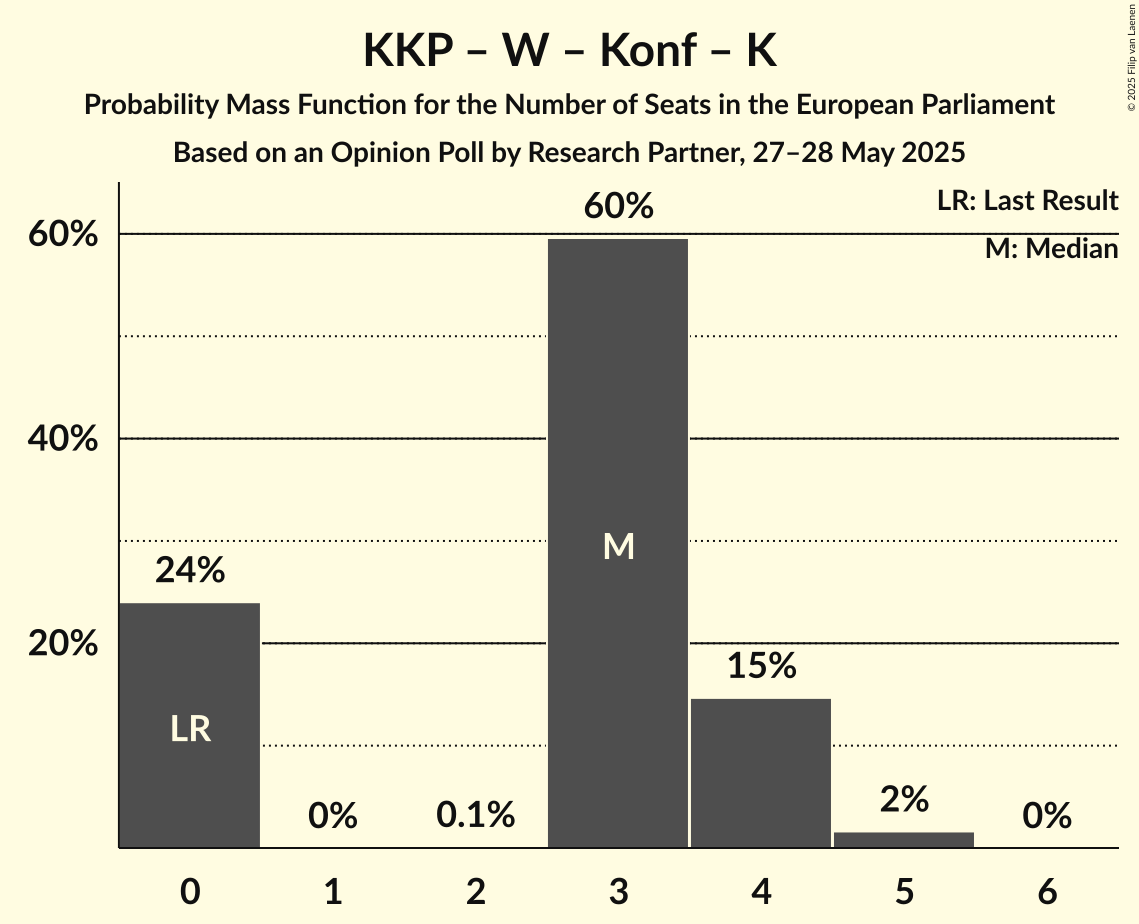 KKP – W – Konf – K
Probability Mass Function for the Number of Seats in the European Parliament
Based on an Opinion Poll by Research Partner, 27–28 May 2025
© 2025 Filip van Laenen
LR: Last Result
M: Median
60%
40%
20%
24%
0%
0.1%
60%
15%
2%
0%
LR
M
0 1 2 3 4 5 6